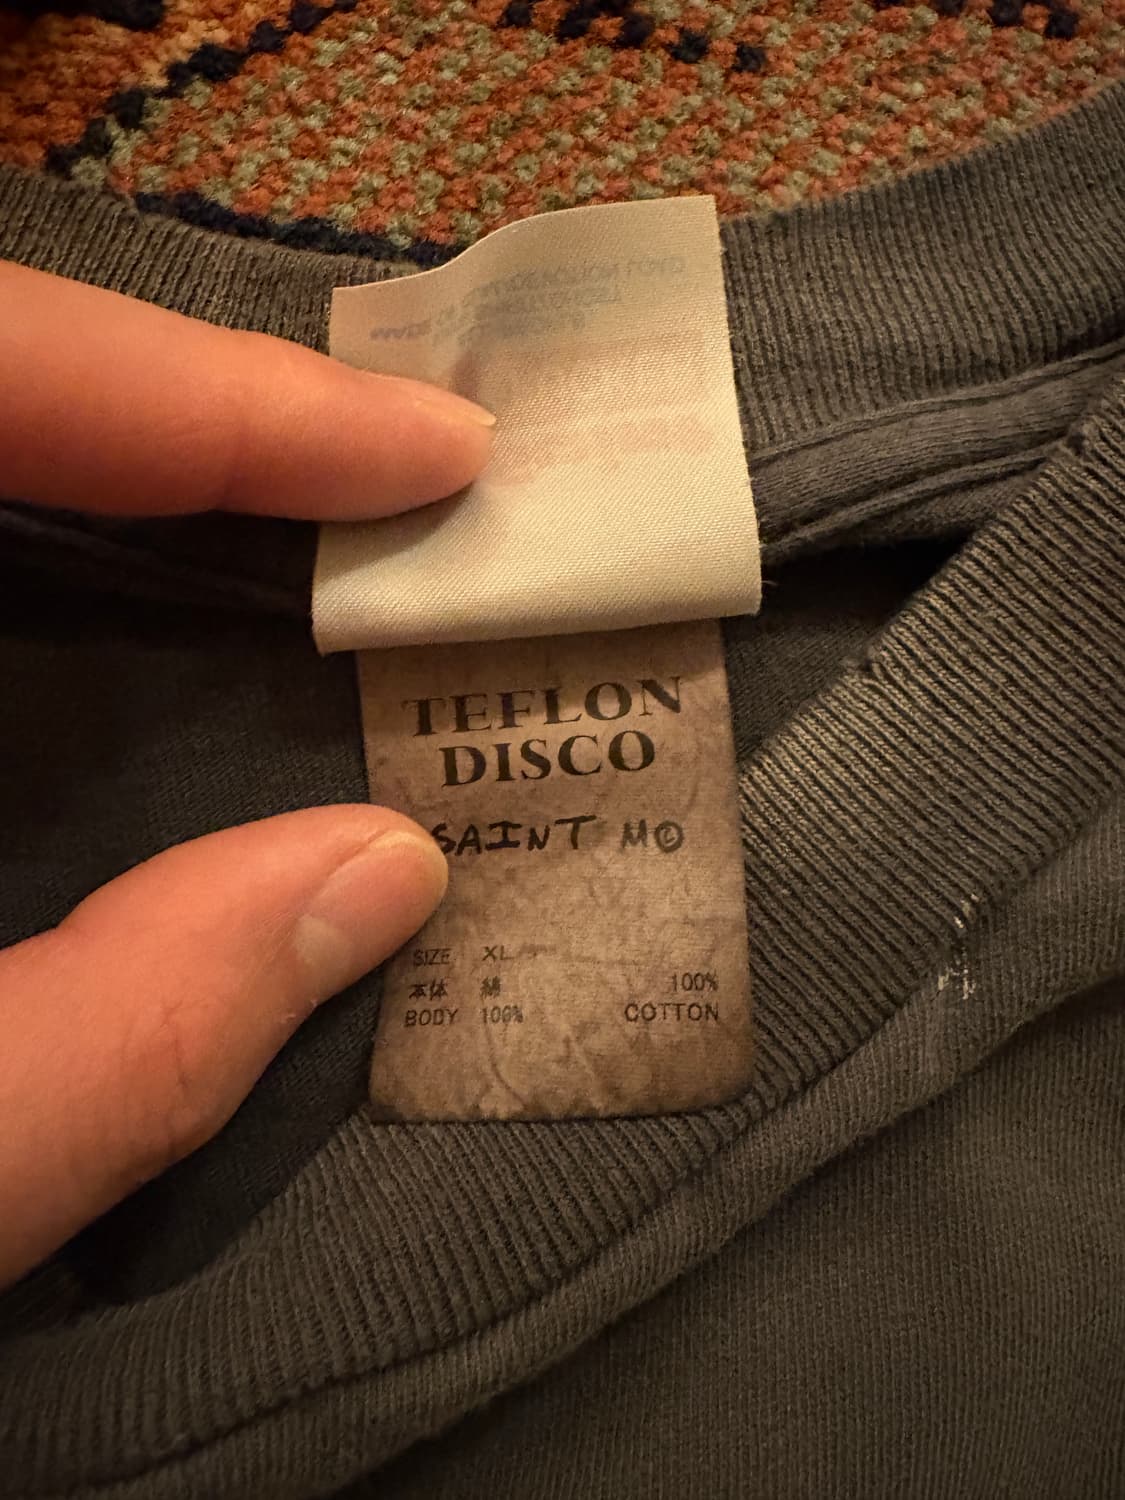 TEFLON
DISCO
SAINT M©
SIZE XL
本体 綿 100%
BODY 100% COTTON